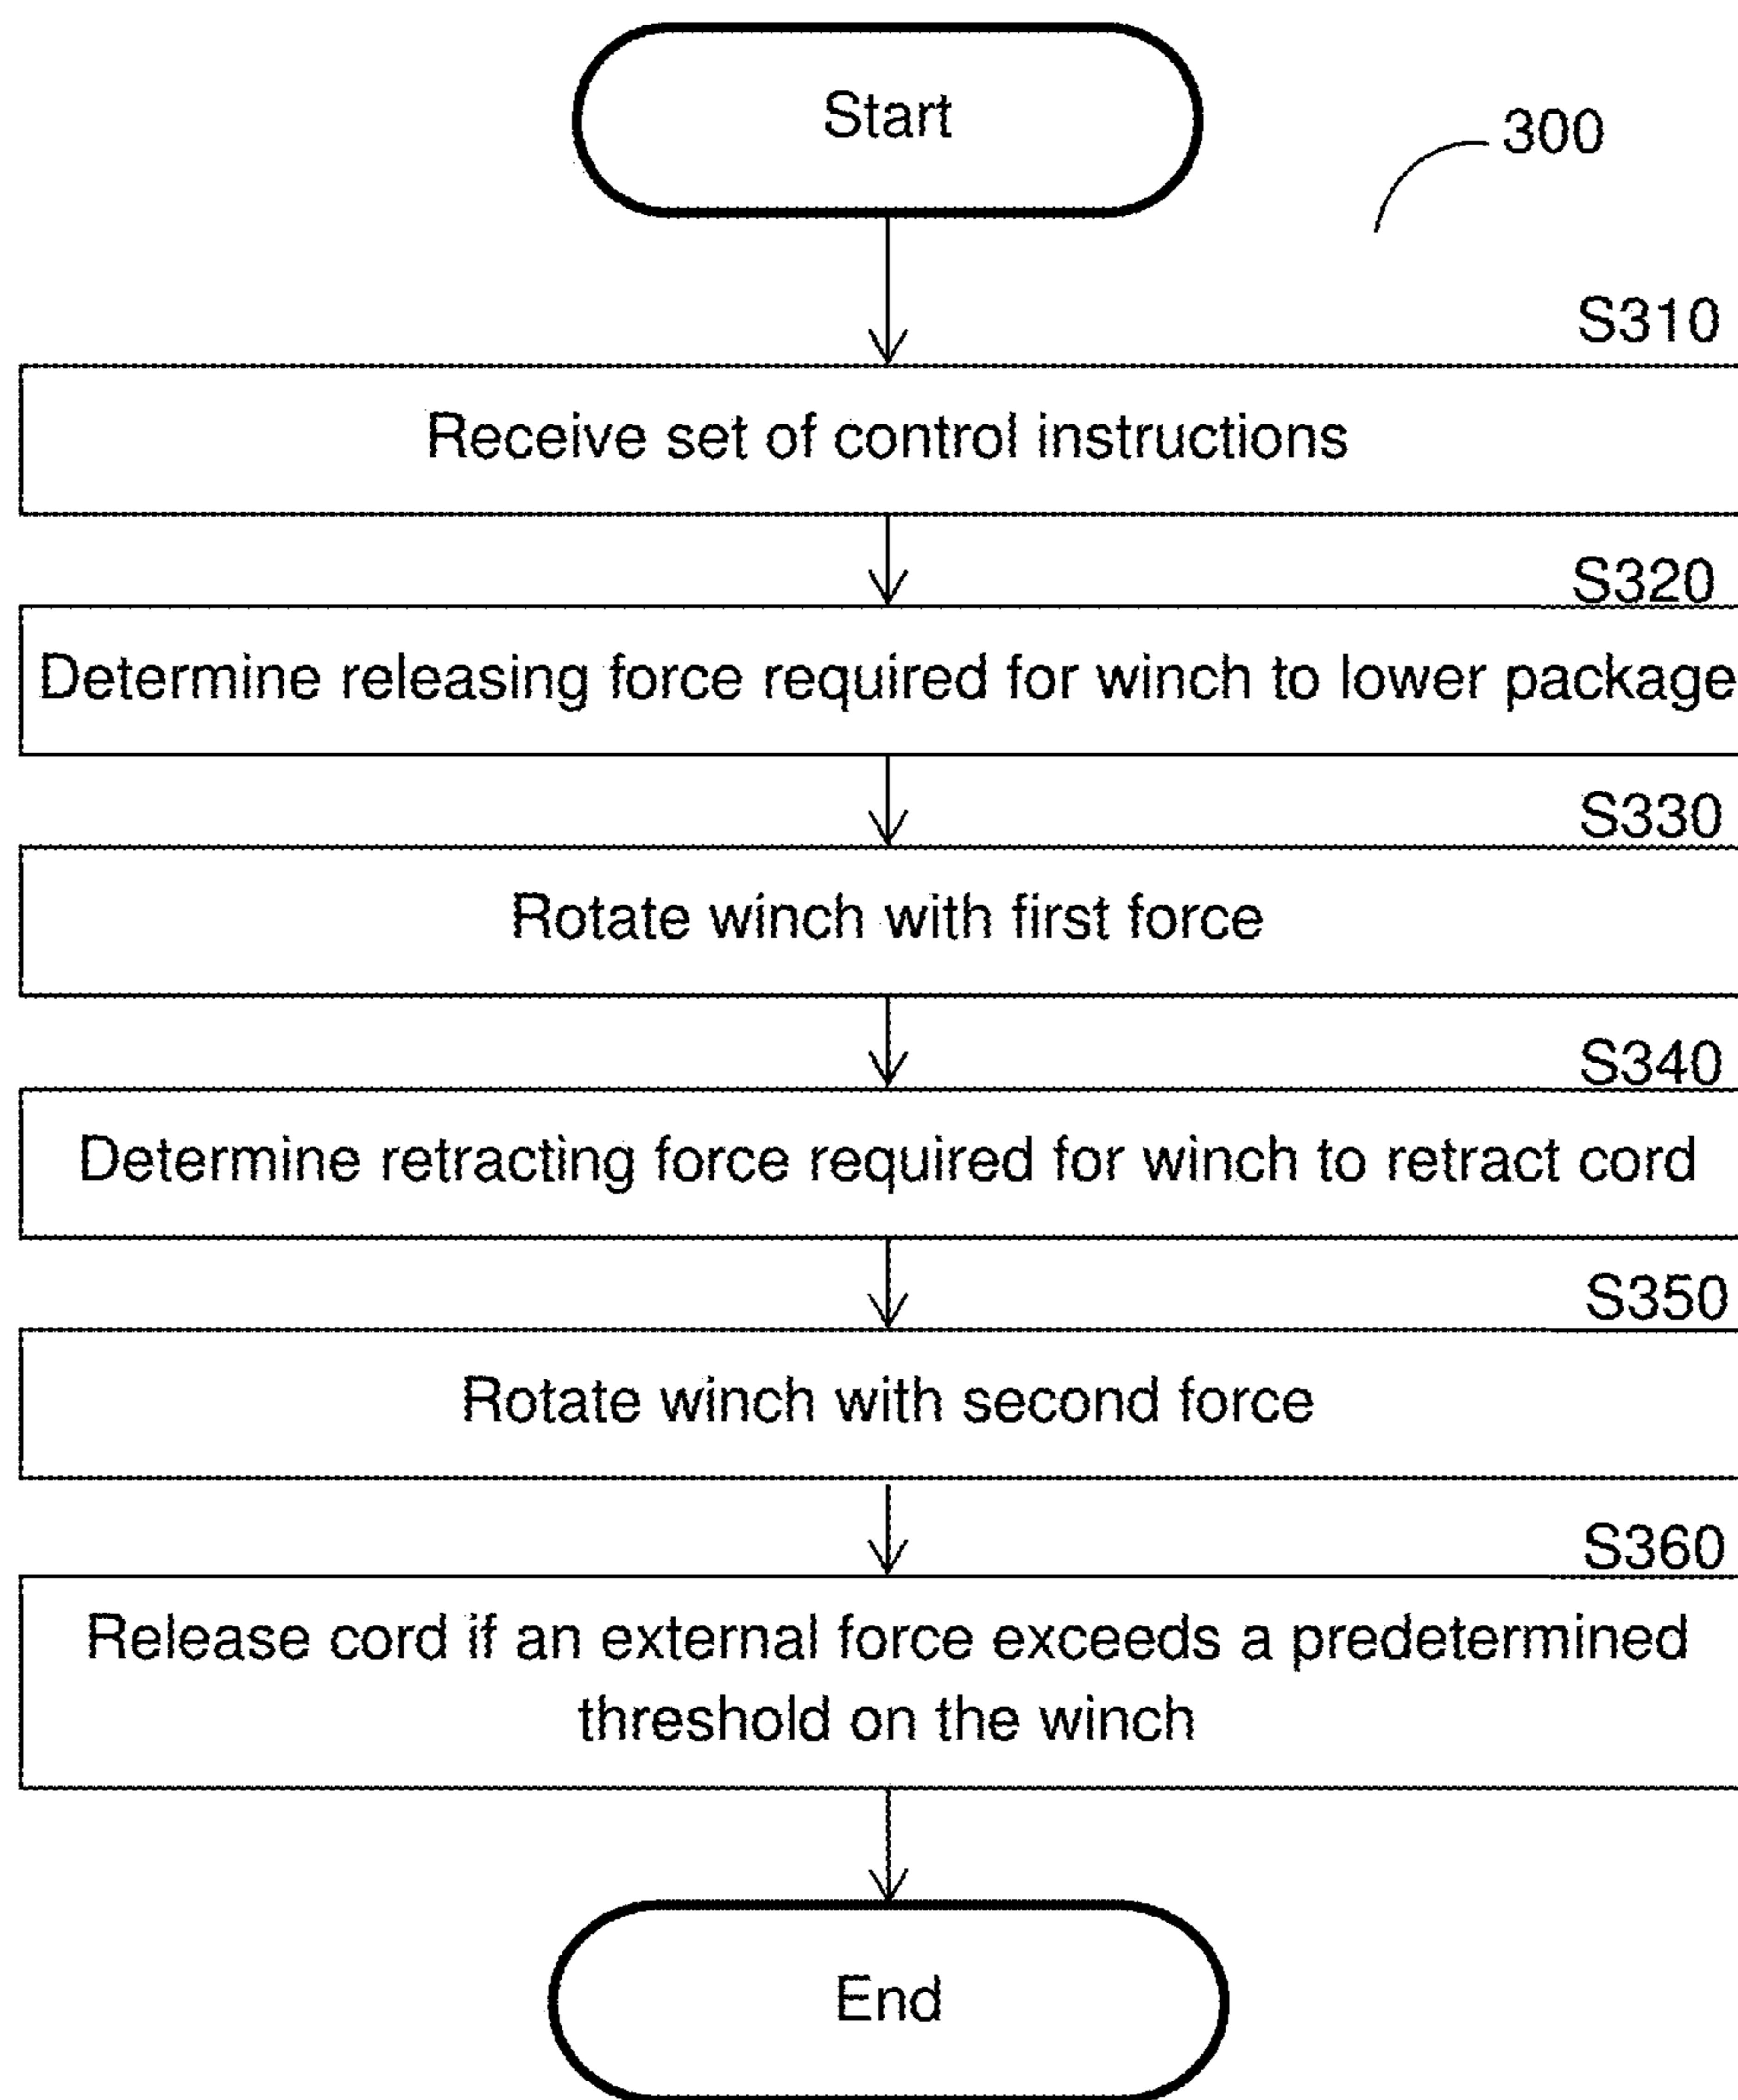 Start
300
S310
Receive set of control instructions
S320
Determine releasing force required for winch to lower package
S330
Rotate winch with first force
S340
Determine retracting force required for winch to retract cord
S350
Rotate winch with second force
S360
Release cord if an external force exceeds a predetermined
threshold on the winch
End